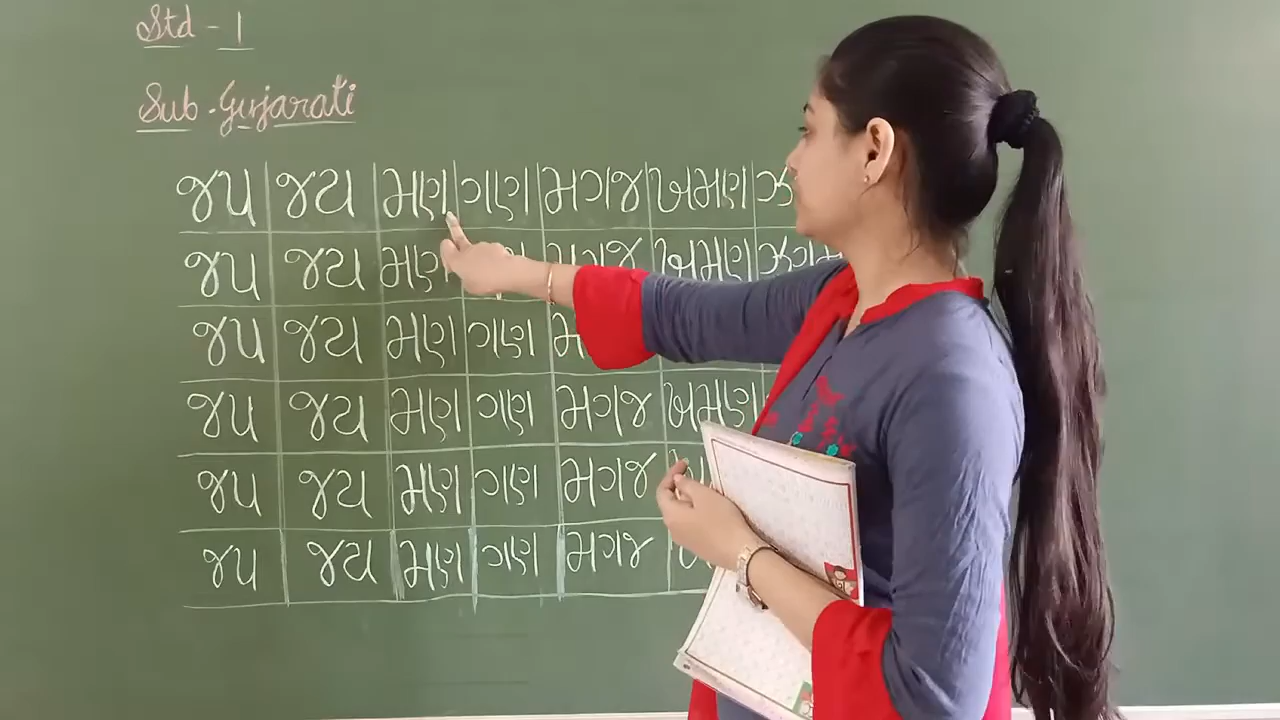 Std - 1
Sub - Gujarati
જપ જય મણ ગણ મગજ ખમણ
જપ જય મણ મગજ ખમણ ઝગમ
જપ જય મણ ગણ
જપ જય મણ ગણ મગજ ખમણ
જપ જય મણ ગણ મગજ
જપ જય મણ ગણ મગજ